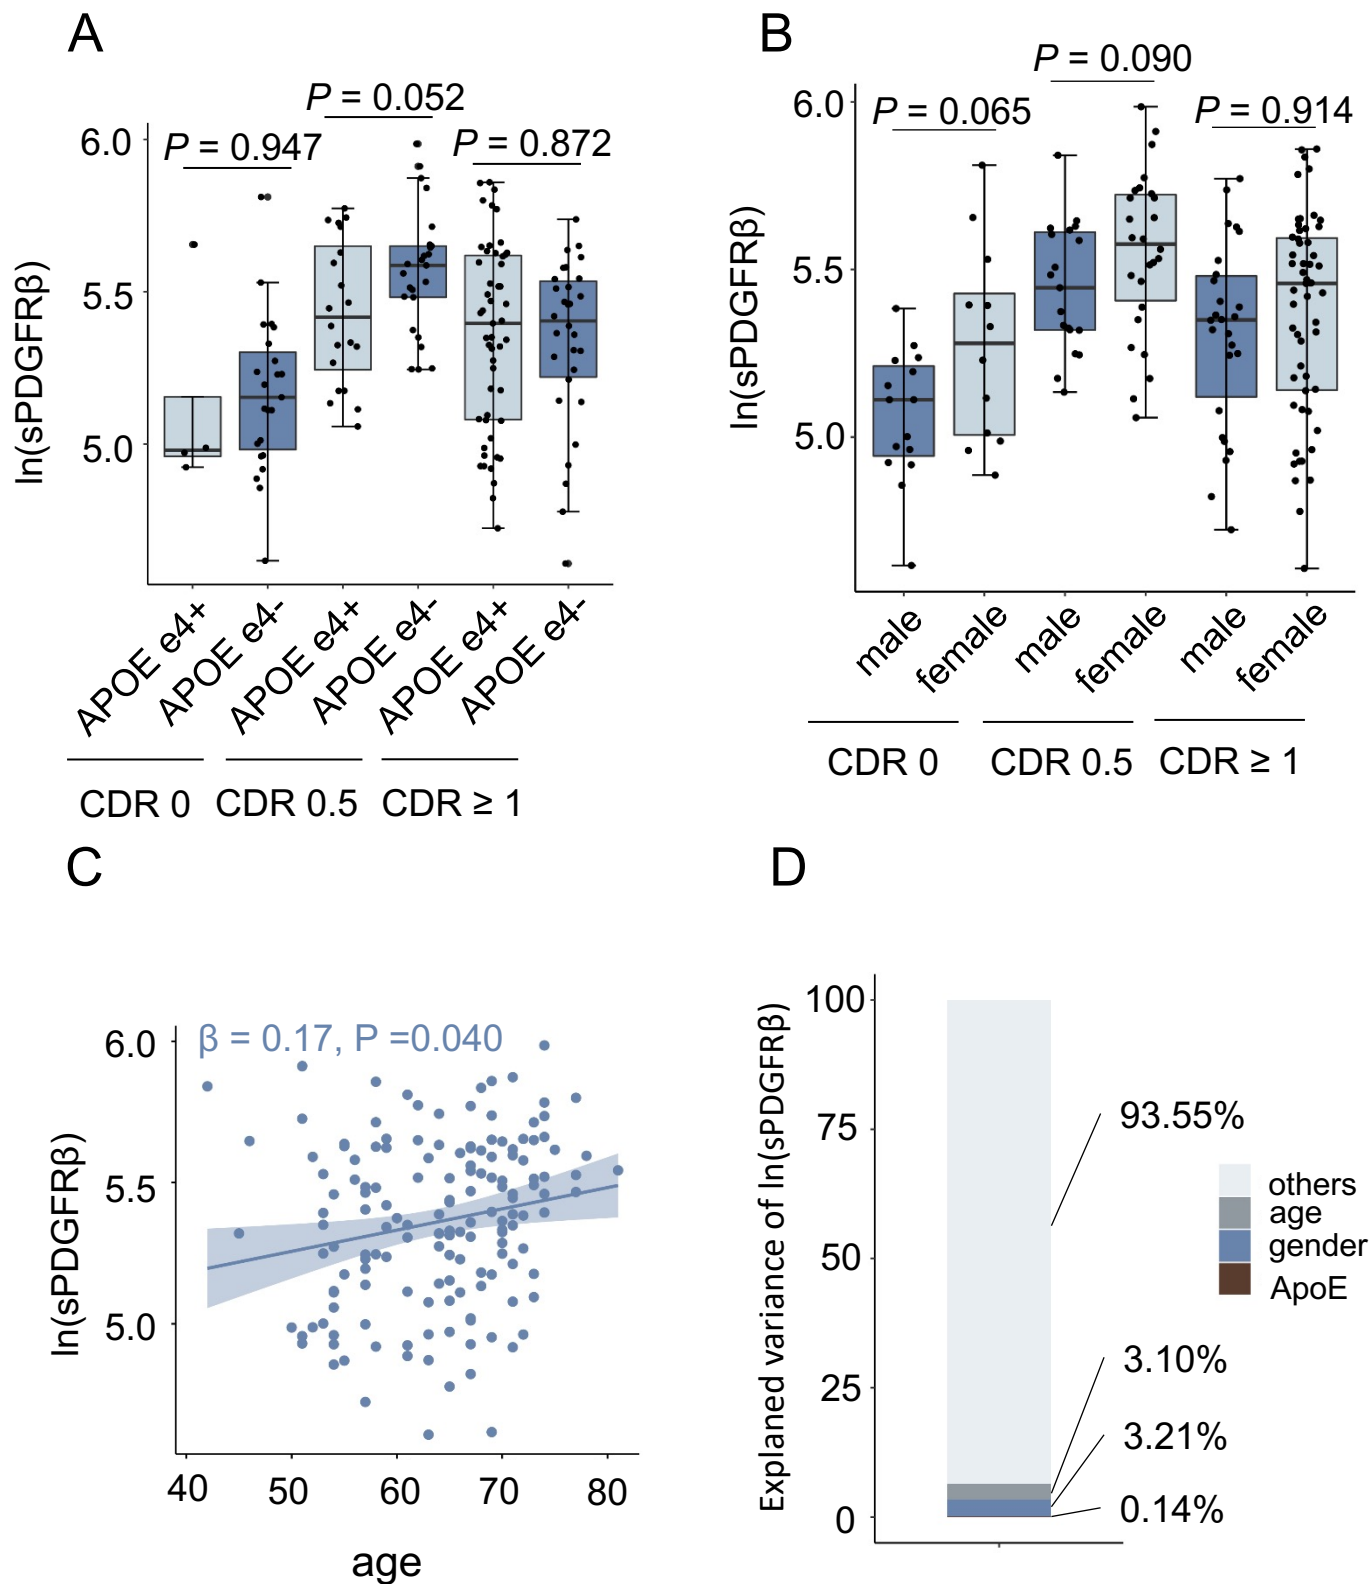 A
P = 0.947
P = 0.052
P = 0.872
ln(sPDGFRβ)
6.0
5.5
5.0
APOE e4+
APOE e4-
APOE e4+
APOE e4-
APOE e4+
APOE e4-
CDR 0
CDR 0.5
CDR ≥ 1
B
P = 0.065
P = 0.090
P = 0.914
ln(sPDGFRβ)
6.0
5.5
5.0
male
female
male
female
male
female
CDR 0
CDR 0.5
CDR ≥ 1
C
β = 0.17, P =0.040
ln(sPDGFRβ)
6.0
5.5
5.0
40
50
60
70
80
age
D
Explaned variance of ln(sPDGFRβ)
100
75
50
25
0
93.55%
3.10%
3.21%
0.14%
others
age
gender
ApoE